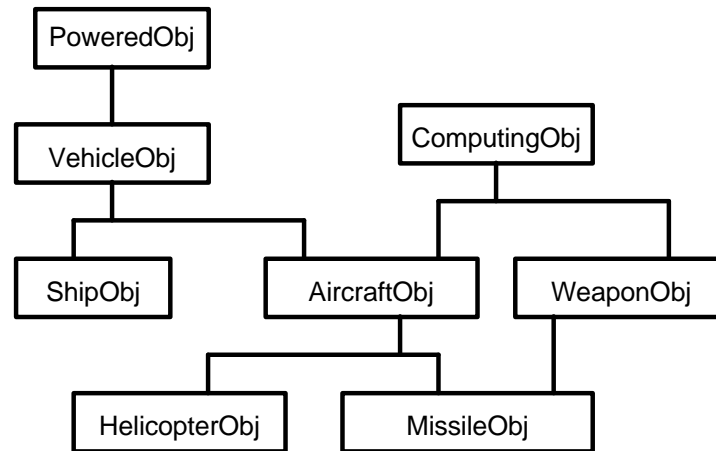 PoweredObj
VehicleObj
ComputingObj
ShipObj
AircraftObj
WeaponObj
HelicopterObj
MissileObj